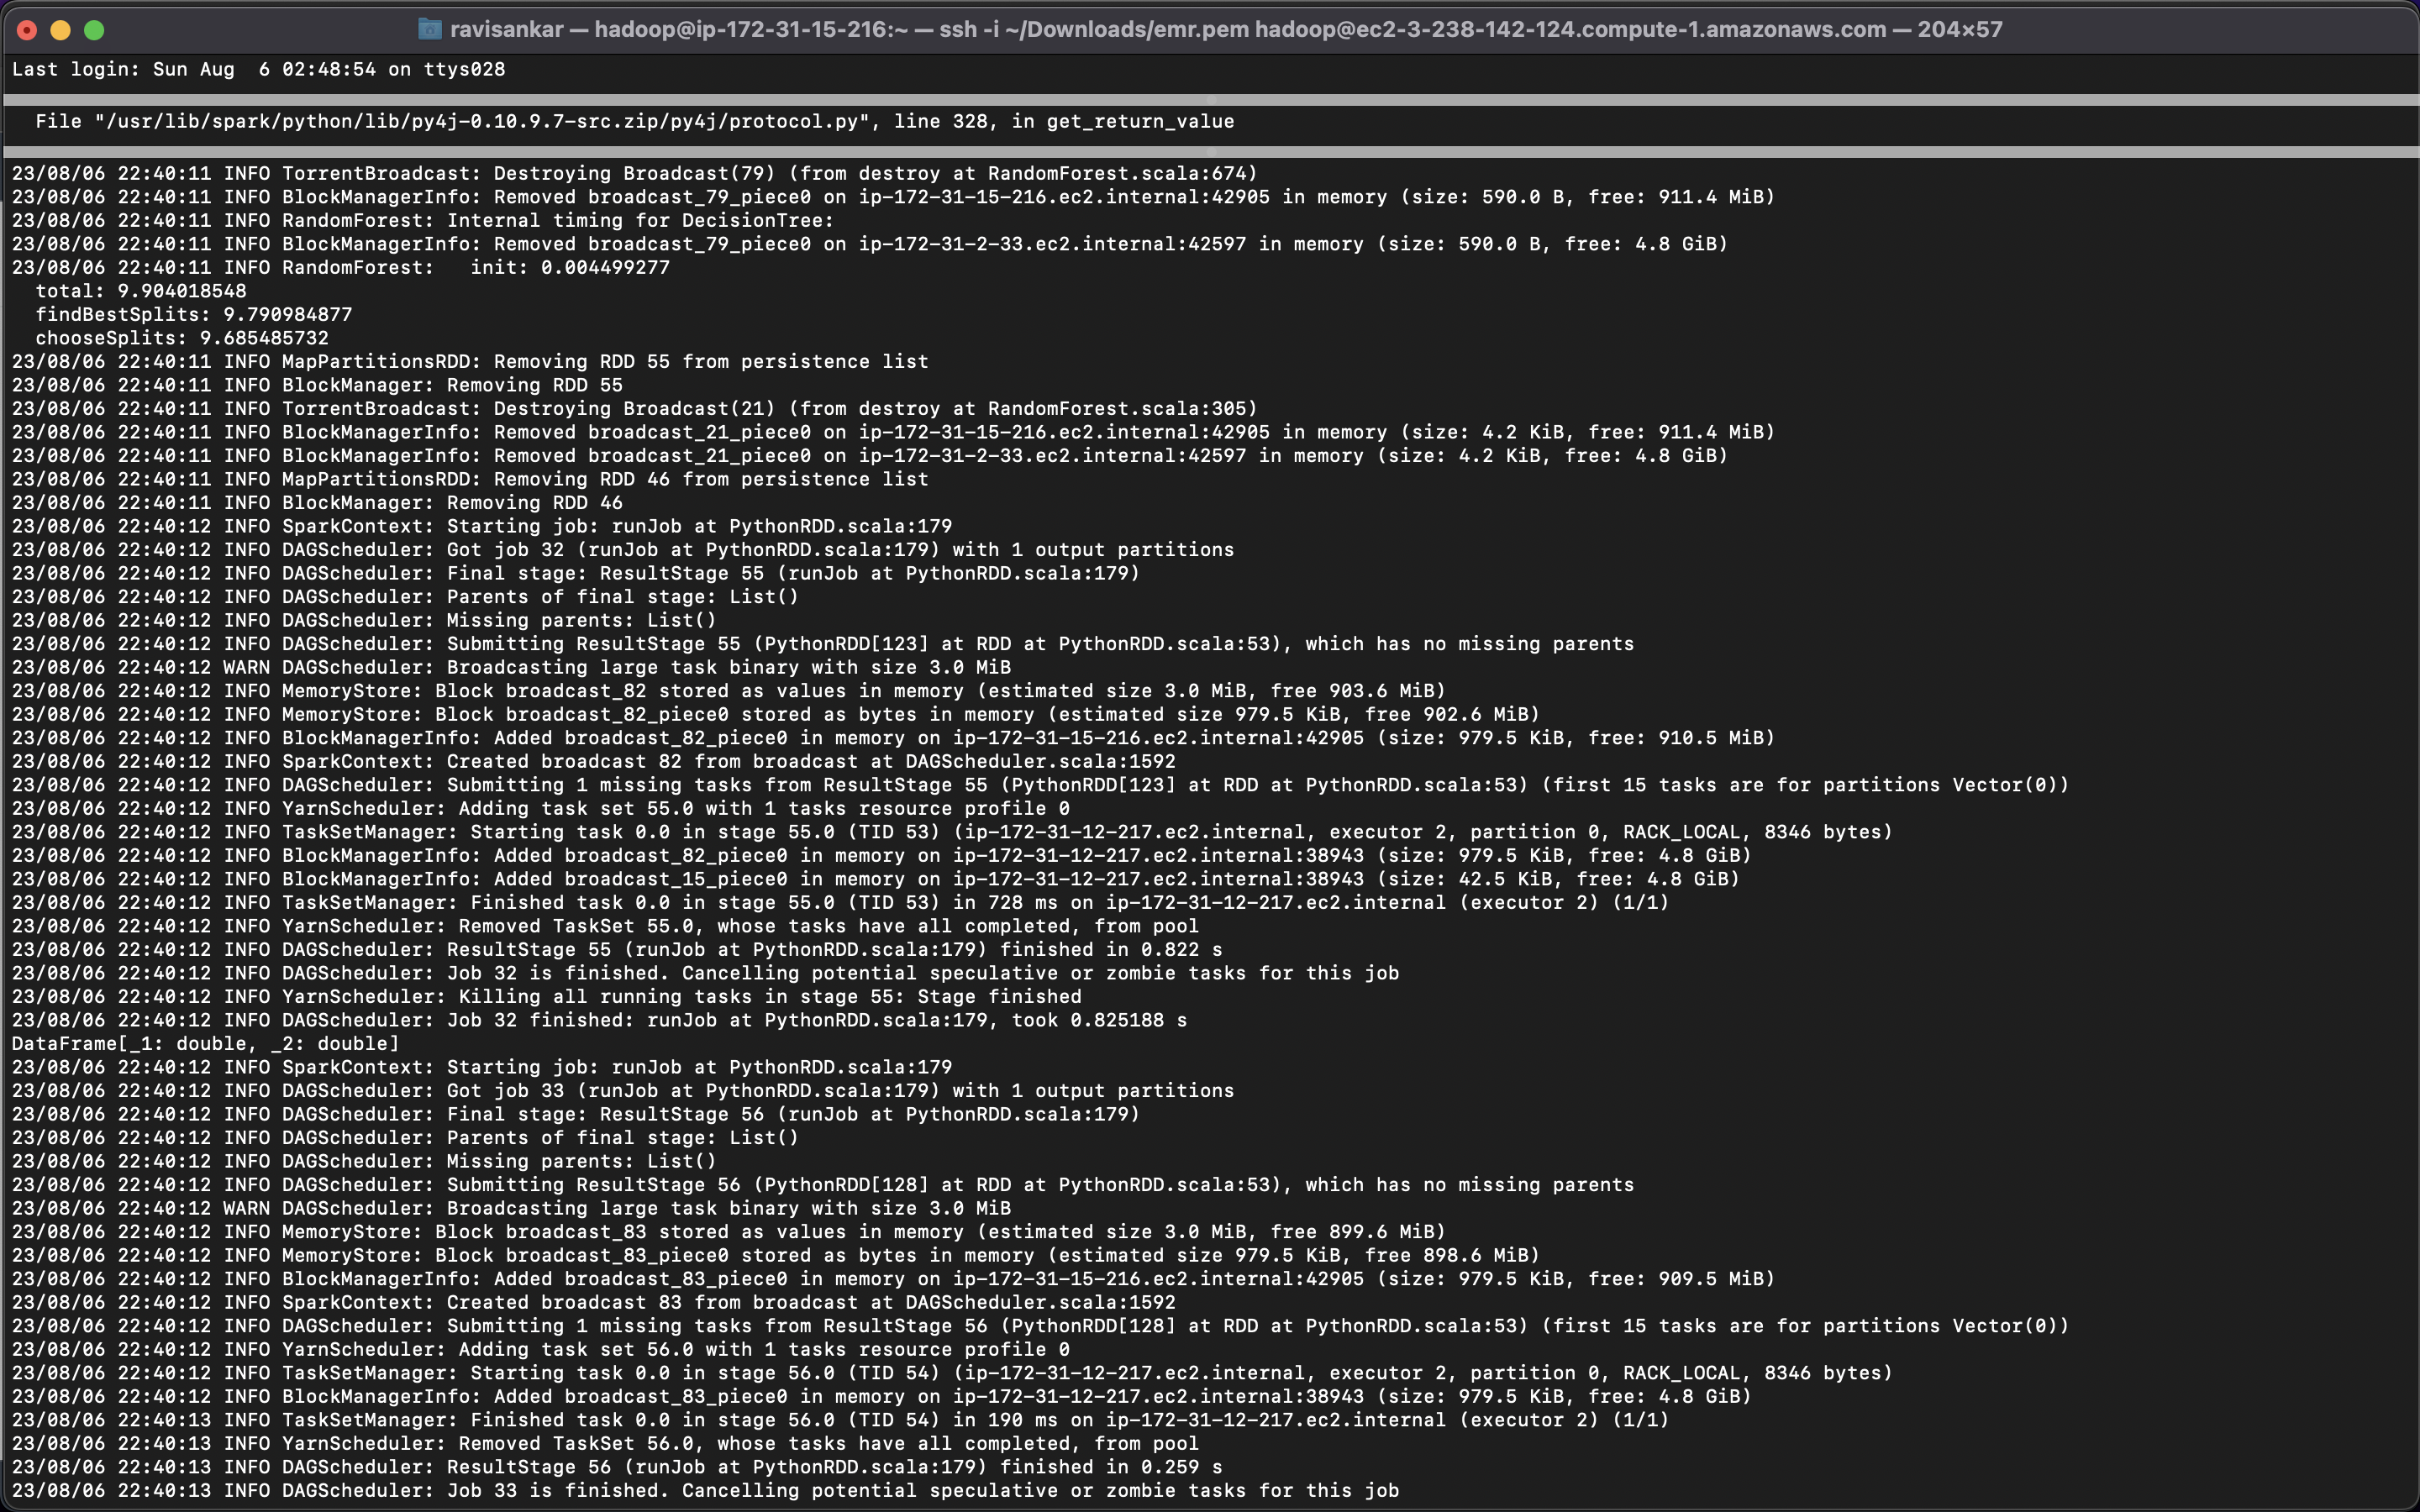 ravisankar — hadoop@ip-172-31-15-216:~ — ssh -i ~/Downloads/emr.pem hadoop@ec2-3-238-142-124.compute-1.amazonaws.com — 204×57
Last login: Sun Aug  6 02:48:54 on ttys028
  File "/usr/lib/spark/python/lib/py4j-0.10.9.7-src.zip/py4j/protocol.py", line 328, in get_return_value
23/08/06 22:40:11 INFO TorrentBroadcast: Destroying Broadcast(79) (from destroy at RandomForest.scala:674)
23/08/06 22:40:11 INFO BlockManagerInfo: Removed broadcast_79_piece0 on ip-172-31-15-216.ec2.internal:42905 in memory (size: 590.0 B, free: 911.4 MiB)
23/08/06 22:40:11 INFO RandomForest: Internal timing for DecisionTree:
23/08/06 22:40:11 INFO BlockManagerInfo: Removed broadcast_79_piece0 on ip-172-31-2-33.ec2.internal:42597 in memory (size: 590.0 B, free: 4.8 GiB)
23/08/06 22:40:11 INFO RandomForest:   init: 0.004499277
  total: 9.904018548
  findBestSplits: 9.790984877
  chooseSplits: 9.685485732
23/08/06 22:40:11 INFO MapPartitionsRDD: Removing RDD 55 from persistence list
23/08/06 22:40:11 INFO BlockManager: Removing RDD 55
23/08/06 22:40:11 INFO TorrentBroadcast: Destroying Broadcast(21) (from destroy at RandomForest.scala:305)
23/08/06 22:40:11 INFO BlockManagerInfo: Removed broadcast_21_piece0 on ip-172-31-15-216.ec2.internal:42905 in memory (size: 4.2 KiB, free: 911.4 MiB)
23/08/06 22:40:11 INFO BlockManagerInfo: Removed broadcast_21_piece0 on ip-172-31-2-33.ec2.internal:42597 in memory (size: 4.2 KiB, free: 4.8 GiB)
23/08/06 22:40:11 INFO MapPartitionsRDD: Removing RDD 46 from persistence list
23/08/06 22:40:11 INFO BlockManager: Removing RDD 46
23/08/06 22:40:12 INFO SparkContext: Starting job: runJob at PythonRDD.scala:179
23/08/06 22:40:12 INFO DAGScheduler: Got job 32 (runJob at PythonRDD.scala:179) with 1 output partitions
23/08/06 22:40:12 INFO DAGScheduler: Final stage: ResultStage 55 (runJob at PythonRDD.scala:179)
23/08/06 22:40:12 INFO DAGScheduler: Parents of final stage: List()
23/08/06 22:40:12 INFO DAGScheduler: Missing parents: List()
23/08/06 22:40:12 INFO DAGScheduler: Submitting ResultStage 55 (PythonRDD[123] at RDD at PythonRDD.scala:53), which has no missing parents
23/08/06 22:40:12 WARN DAGScheduler: Broadcasting large task binary with size 3.0 MiB
23/08/06 22:40:12 INFO MemoryStore: Block broadcast_82 stored as values in memory (estimated size 3.0 MiB, free 903.6 MiB)
23/08/06 22:40:12 INFO MemoryStore: Block broadcast_82_piece0 stored as bytes in memory (estimated size 979.5 KiB, free 902.6 MiB)
23/08/06 22:40:12 INFO BlockManagerInfo: Added broadcast_82_piece0 in memory on ip-172-31-15-216.ec2.internal:42905 (size: 979.5 KiB, free: 910.5 MiB)
23/08/06 22:40:12 INFO SparkContext: Created broadcast 82 from broadcast at DAGScheduler.scala:1592
23/08/06 22:40:12 INFO DAGScheduler: Submitting 1 missing tasks from ResultStage 55 (PythonRDD[123] at RDD at PythonRDD.scala:53) (first 15 tasks are for partitions Vector(0))
23/08/06 22:40:12 INFO YarnScheduler: Adding task set 55.0 with 1 tasks resource profile 0
23/08/06 22:40:12 INFO TaskSetManager: Starting task 0.0 in stage 55.0 (TID 53) (ip-172-31-12-217.ec2.internal, executor 2, partition 0, RACK_LOCAL, 8346 bytes)
23/08/06 22:40:12 INFO BlockManagerInfo: Added broadcast_82_piece0 in memory on ip-172-31-12-217.ec2.internal:38943 (size: 979.5 KiB, free: 4.8 GiB)
23/08/06 22:40:12 INFO BlockManagerInfo: Added broadcast_15_piece0 in memory on ip-172-31-12-217.ec2.internal:38943 (size: 42.5 KiB, free: 4.8 GiB)
23/08/06 22:40:12 INFO TaskSetManager: Finished task 0.0 in stage 55.0 (TID 53) in 728 ms on ip-172-31-12-217.ec2.internal (executor 2) (1/1)
23/08/06 22:40:12 INFO YarnScheduler: Removed TaskSet 55.0, whose tasks have all completed, from pool
23/08/06 22:40:12 INFO DAGScheduler: ResultStage 55 (runJob at PythonRDD.scala:179) finished in 0.822 s
23/08/06 22:40:12 INFO DAGScheduler: Job 32 is finished. Cancelling potential speculative or zombie tasks for this job
23/08/06 22:40:12 INFO YarnScheduler: Killing all running tasks in stage 55: Stage finished
23/08/06 22:40:12 INFO DAGScheduler: Job 32 finished: runJob at PythonRDD.scala:179, took 0.825188 s
DataFrame[_1: double, _2: double]
23/08/06 22:40:12 INFO SparkContext: Starting job: runJob at PythonRDD.scala:179
23/08/06 22:40:12 INFO DAGScheduler: Got job 33 (runJob at PythonRDD.scala:179) with 1 output partitions
23/08/06 22:40:12 INFO DAGScheduler: Final stage: ResultStage 56 (runJob at PythonRDD.scala:179)
23/08/06 22:40:12 INFO DAGScheduler: Parents of final stage: List()
23/08/06 22:40:12 INFO DAGScheduler: Missing parents: List()
23/08/06 22:40:12 INFO DAGScheduler: Submitting ResultStage 56 (PythonRDD[128] at RDD at PythonRDD.scala:53), which has no missing parents
23/08/06 22:40:12 WARN DAGScheduler: Broadcasting large task binary with size 3.0 MiB
23/08/06 22:40:12 INFO MemoryStore: Block broadcast_83 stored as values in memory (estimated size 3.0 MiB, free 899.6 MiB)
23/08/06 22:40:12 INFO MemoryStore: Block broadcast_83_piece0 stored as bytes in memory (estimated size 979.5 KiB, free 898.6 MiB)
23/08/06 22:40:12 INFO BlockManagerInfo: Added broadcast_83_piece0 in memory on ip-172-31-15-216.ec2.internal:42905 (size: 979.5 KiB, free: 909.5 MiB)
23/08/06 22:40:12 INFO SparkContext: Created broadcast 83 from broadcast at DAGScheduler.scala:1592
23/08/06 22:40:12 INFO DAGScheduler: Submitting 1 missing tasks from ResultStage 56 (PythonRDD[128] at RDD at PythonRDD.scala:53) (first 15 tasks are for partitions Vector(0))
23/08/06 22:40:12 INFO YarnScheduler: Adding task set 56.0 with 1 tasks resource profile 0
23/08/06 22:40:12 INFO TaskSetManager: Starting task 0.0 in stage 56.0 (TID 54) (ip-172-31-12-217.ec2.internal, executor 2, partition 0, RACK_LOCAL, 8346 bytes)
23/08/06 22:40:12 INFO BlockManagerInfo: Added broadcast_83_piece0 in memory on ip-172-31-12-217.ec2.internal:38943 (size: 979.5 KiB, free: 4.8 GiB)
23/08/06 22:40:13 INFO TaskSetManager: Finished task 0.0 in stage 56.0 (TID 54) in 190 ms on ip-172-31-12-217.ec2.internal (executor 2) (1/1)
23/08/06 22:40:13 INFO YarnScheduler: Removed TaskSet 56.0, whose tasks have all completed, from pool
23/08/06 22:40:13 INFO DAGScheduler: ResultStage 56 (runJob at PythonRDD.scala:179) finished in 0.259 s
23/08/06 22:40:13 INFO DAGScheduler: Job 33 is finished. Cancelling potential speculative or zombie tasks for this job